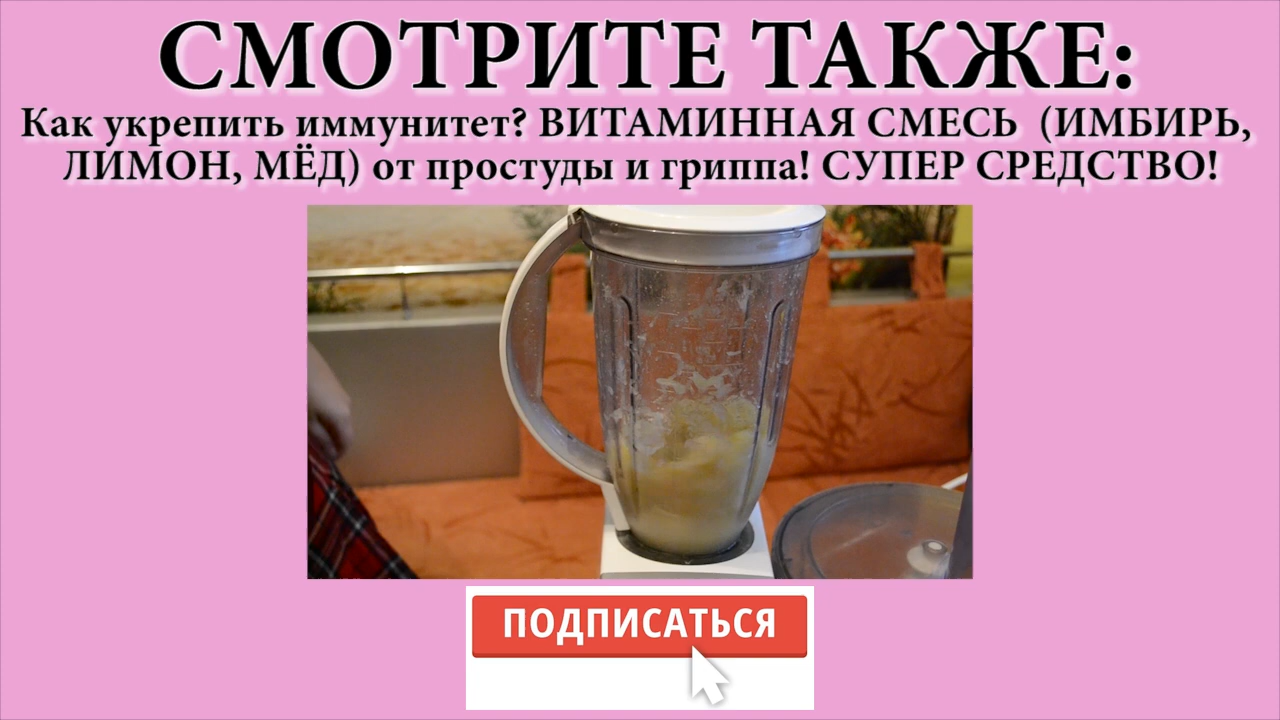 СМОТРИТЕ ТАКЖЕ:
Как укрепить иммунитет? ВИТАМИННАЯ СМЕСЬ (ИМБИРЬ,
ЛИМОН, МЁД) от простуды и гриппа! СУПЕР СРЕДСТВО!
ПОДПИСАТЬСЯ